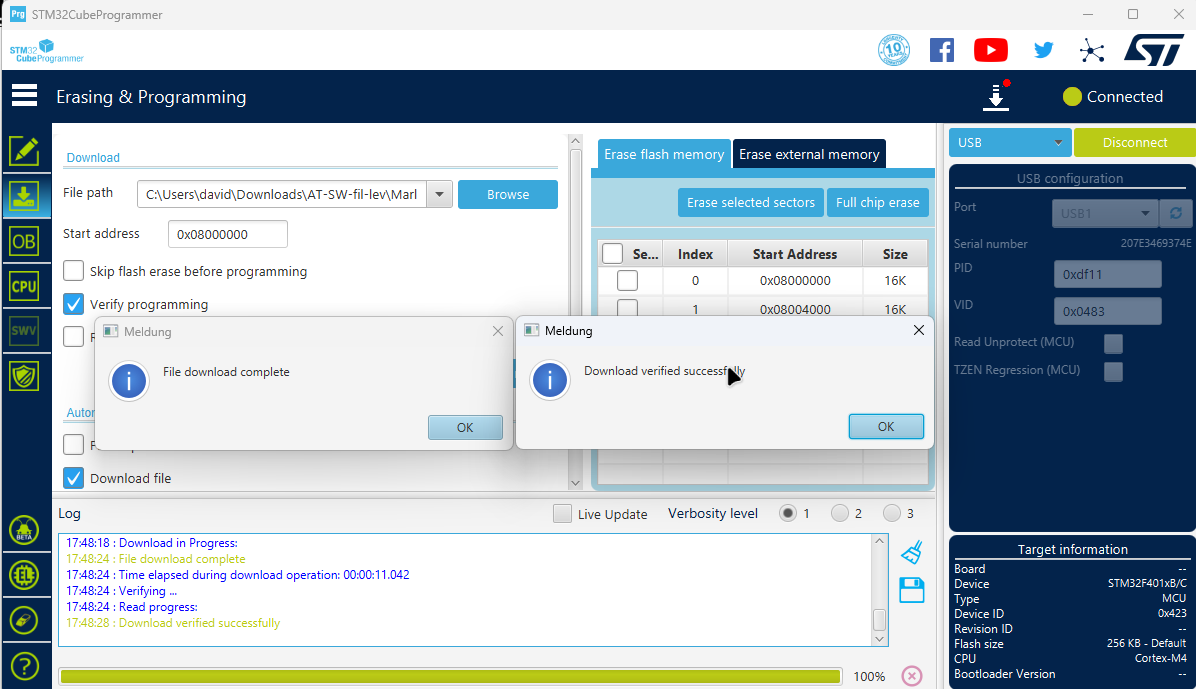 Prg STM32CubeProgrammer
STM32
CubeProgrammer
10
YEARS
Erasing & Programming
Connected
Download
File path
C:\Users\david\Downloads\AT-SW-fil-lev\Marl
Browse
Start address
0x08000000
Skip flash erase before programming
Verify programming
Download file
Erase flash memory
Erase external memory
Erase selected sectors
Full chip erase
Se... Index Start Address Size
0 0x08000000 16K
1 0x08004000 16K
Meldung
File download complete
OK
Meldung
Download verified successfully
OK
USB
Disconnect
USB configuration
Port
USB1
Serial number 207E3469374E
PID
0xdf11
VID
0x0483
Read Unprotect (MCU)
TZEN Regression (MCU)
OB
CPU
SWV
BETA
EL
?
Log
Live Update
Verbosity level 1 2 3
17:48:18 : Download in Progress:
17:48:24 : File download complete
17:48:24 : Time elapsed during download operation: 00:00:11.042
17:48:24 : Verifying ...
17:48:24 : Read progress:
17:48:28 : Download verified successfully
100%
Target information
Board --
Device STM32F401xB/C
Type MCU
Device ID 0x423
Revision ID --
Flash size 256 KB - Default
CPU Cortex-M4
Bootloader Version --